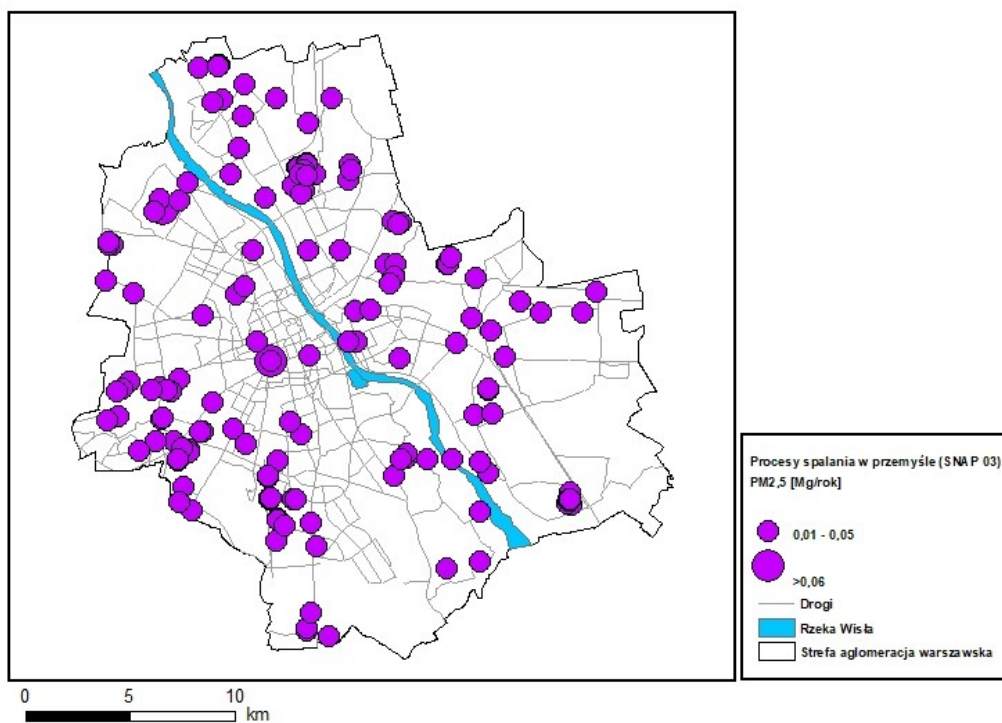 Procesy spalania w przemyśle (SNAP 03)
PM2,5 [Mg/rok]
0,01 - 0,05
>0,06
Drogi
Rzeka Wisła
Strefa aglomeracja warszawska
0 5 10
km